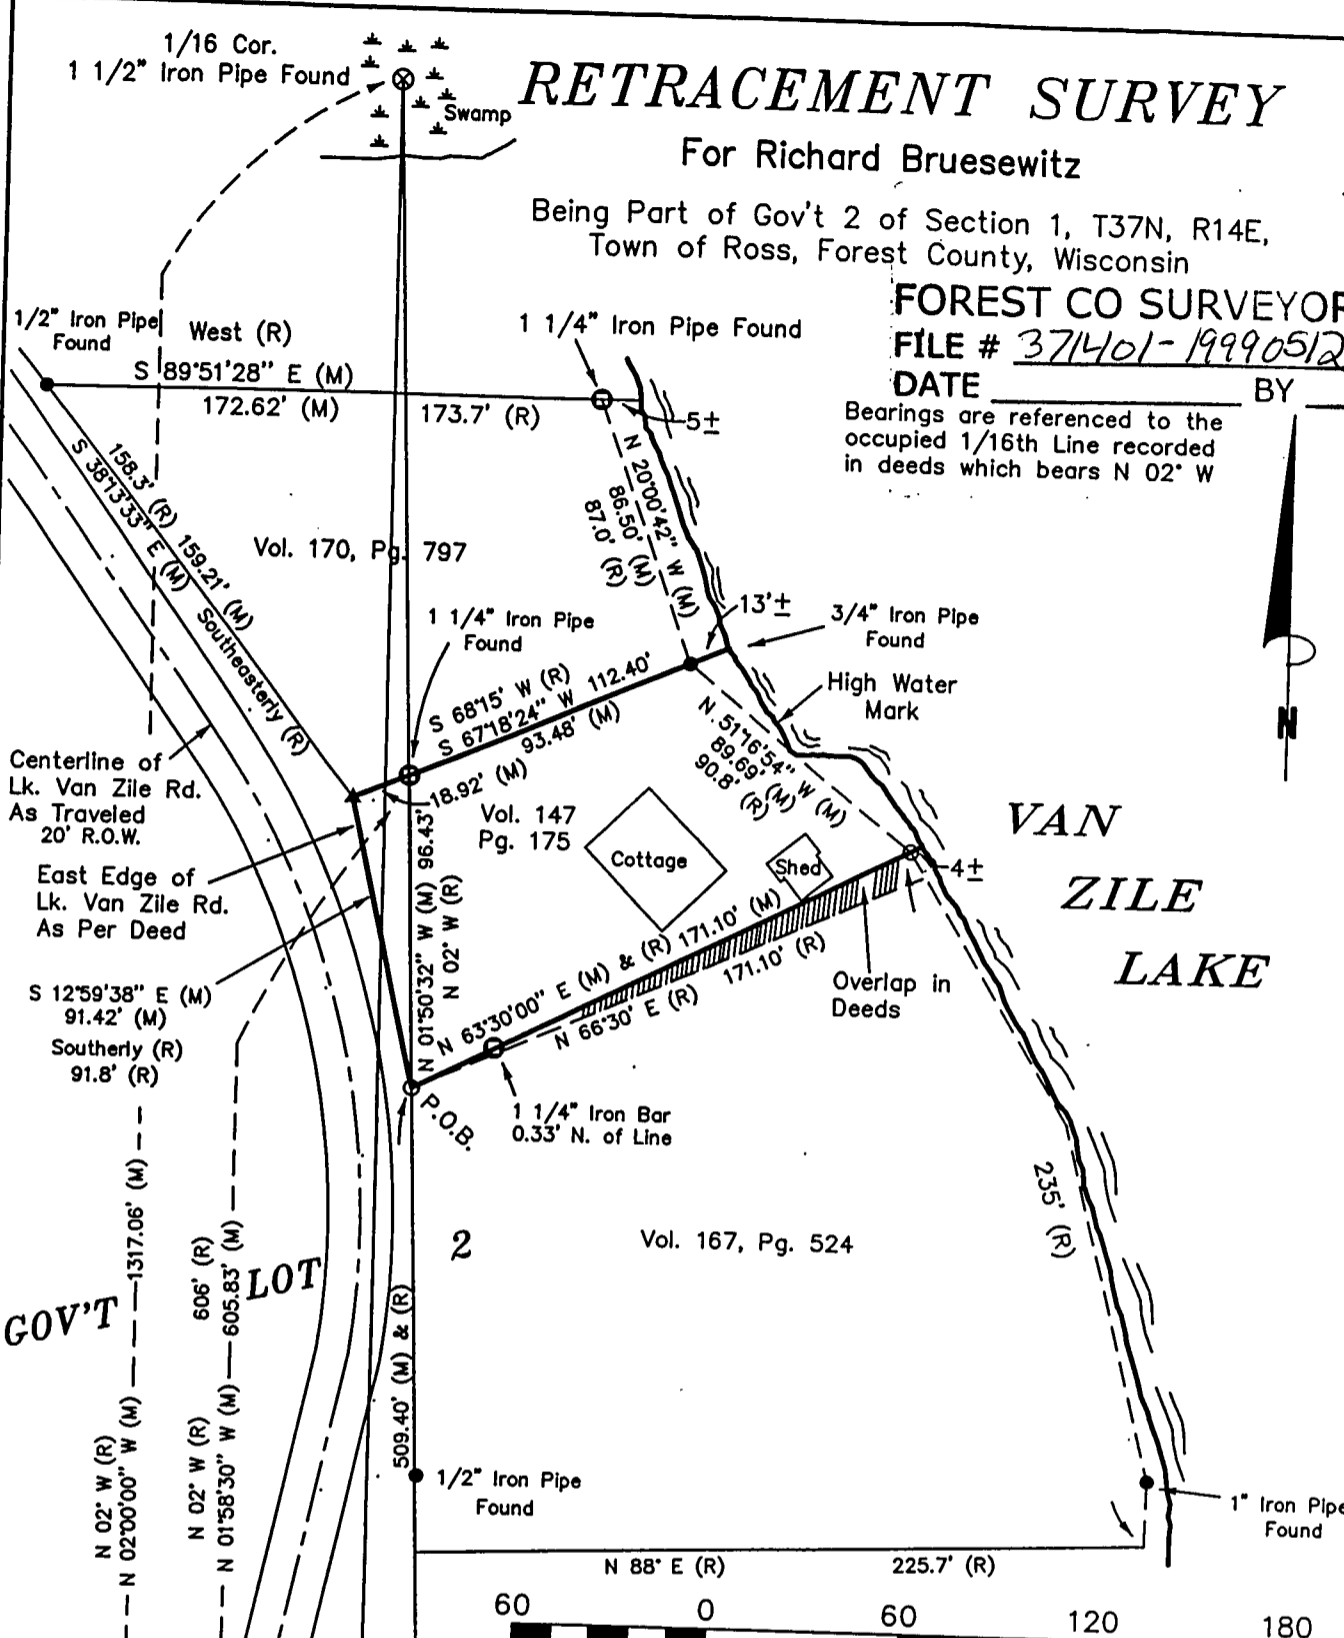 1/16 Cor.
1 1/2" Iron Pipe Found
Swamp
RETRACEMENT SURVEY
For Richard Bruesewitz
Being Part of Gov't 2 of Section 1, T37N, R14E,
Town of Ross, Forest County, Wisconsin
FOREST CO SURVEYOR
FILE # 371401-19990512
DATE BY
Bearings are referenced to the
occupied 1/16th Line recorded
in deeds which bears N 02° W
1/2" Iron Pipe
Found
West (R)
S 89°51'28" E (M)
172.62' (M)
173.7' (R)
1 1/4" Iron Pipe Found
5±
N 20°00'42" W (M)
86.50' (M)
87.0' (R)
158.3' (R) 159.21' (M)
S 38°13'33" E (M) Southeasterly (R)
Vol. 170, Pg. 797
1 1/4" Iron Pipe
Found
13'±
3/4" Iron Pipe
Found
S 68°15' W (R)
S 67°18'24" W 112.40'
93.48' (M)
18.92' (M)
High Water
Mark
N 51°16'54" W (M)
89.69' (M)
90.8' (R)
Centerline of
Lk. Van Zile Rd.
As Traveled
20' R.O.W.
East Edge of
Lk. Van Zile Rd.
As Per Deed
Vol. 147
Pg. 175
Cottage
Shed
4±
VAN
ZILE
LAKE
N 01°50'32" W (M) 96.43'
N 02° W (R)
N 63°30'00" E (M) & (R) 171.10' (M)
N 66°30' E (R) 171.10' (R)
Overlap in
Deeds
S 12°59'38" E (M)
91.42' (M)
Southerly (R)
91.8' (R)
P.O.B.
1 1/4" Iron Bar
0.33' N. of Line
235' (R)
2
Vol. 167, Pg. 524
GOV'T LOT
N 02° W (R)
N 02°00'00" W (M) 1317.06' (M)
N 02° W (R) 606' (R)
N 01°58'30" W (M) 605.83' (M)
509.40' (M) & (R)
1/2" Iron Pipe
Found
1" Iron Pipe
Found
N 88° E (R) 225.7' (R)
60 0 60 120 180